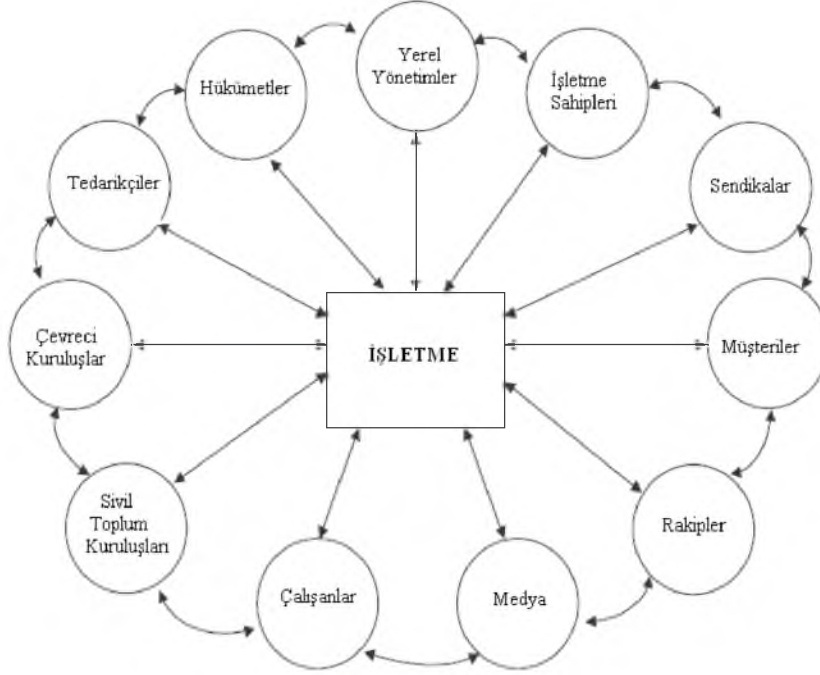 Yerel
Yönetimler
Hükümetler
İşletme
Sahipleri
Tedarikçiler
Sendikalar
Çevreci
Kuruluşlar
İŞLETME
Müşteriler
Sivil
Toplum
Kuruluşları
Rakipler
Çalışanlar
Medya